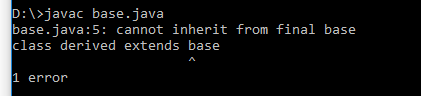 D:\>javac base.java
base.java:5: cannot inherit from final base
class derived extends base
^
1 error